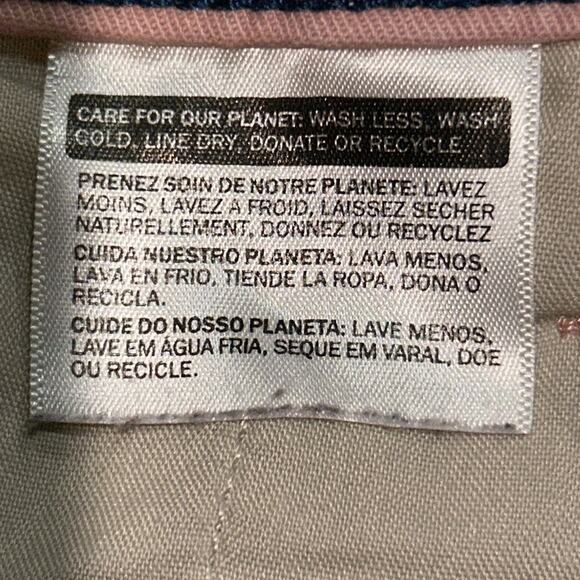 CARE FOR OUR PLANET: WASH LESS, WASH
COLD, LINE DRY, DONATE OR RECYCLE
PRENEZ SOIN DE NOTRE PLANETE: LAVEZ
MOINS, LAVEZ A FROID, LAISSEZ SECHER
NATURELLEMENT, DONNEZ OU RECYCLEZ
CUIDA NUESTRO PLANETA: LAVA MENOS,
LAVA EN FRIO, TIENDE LA ROPA, DONA O
RECICLA.
CUIDE DO NOSSO PLANETA: LAVE MENOS,
LAVE EM ÁGUA FRIA, SEQUE EM VARAL, DOE
OU RECICLE.